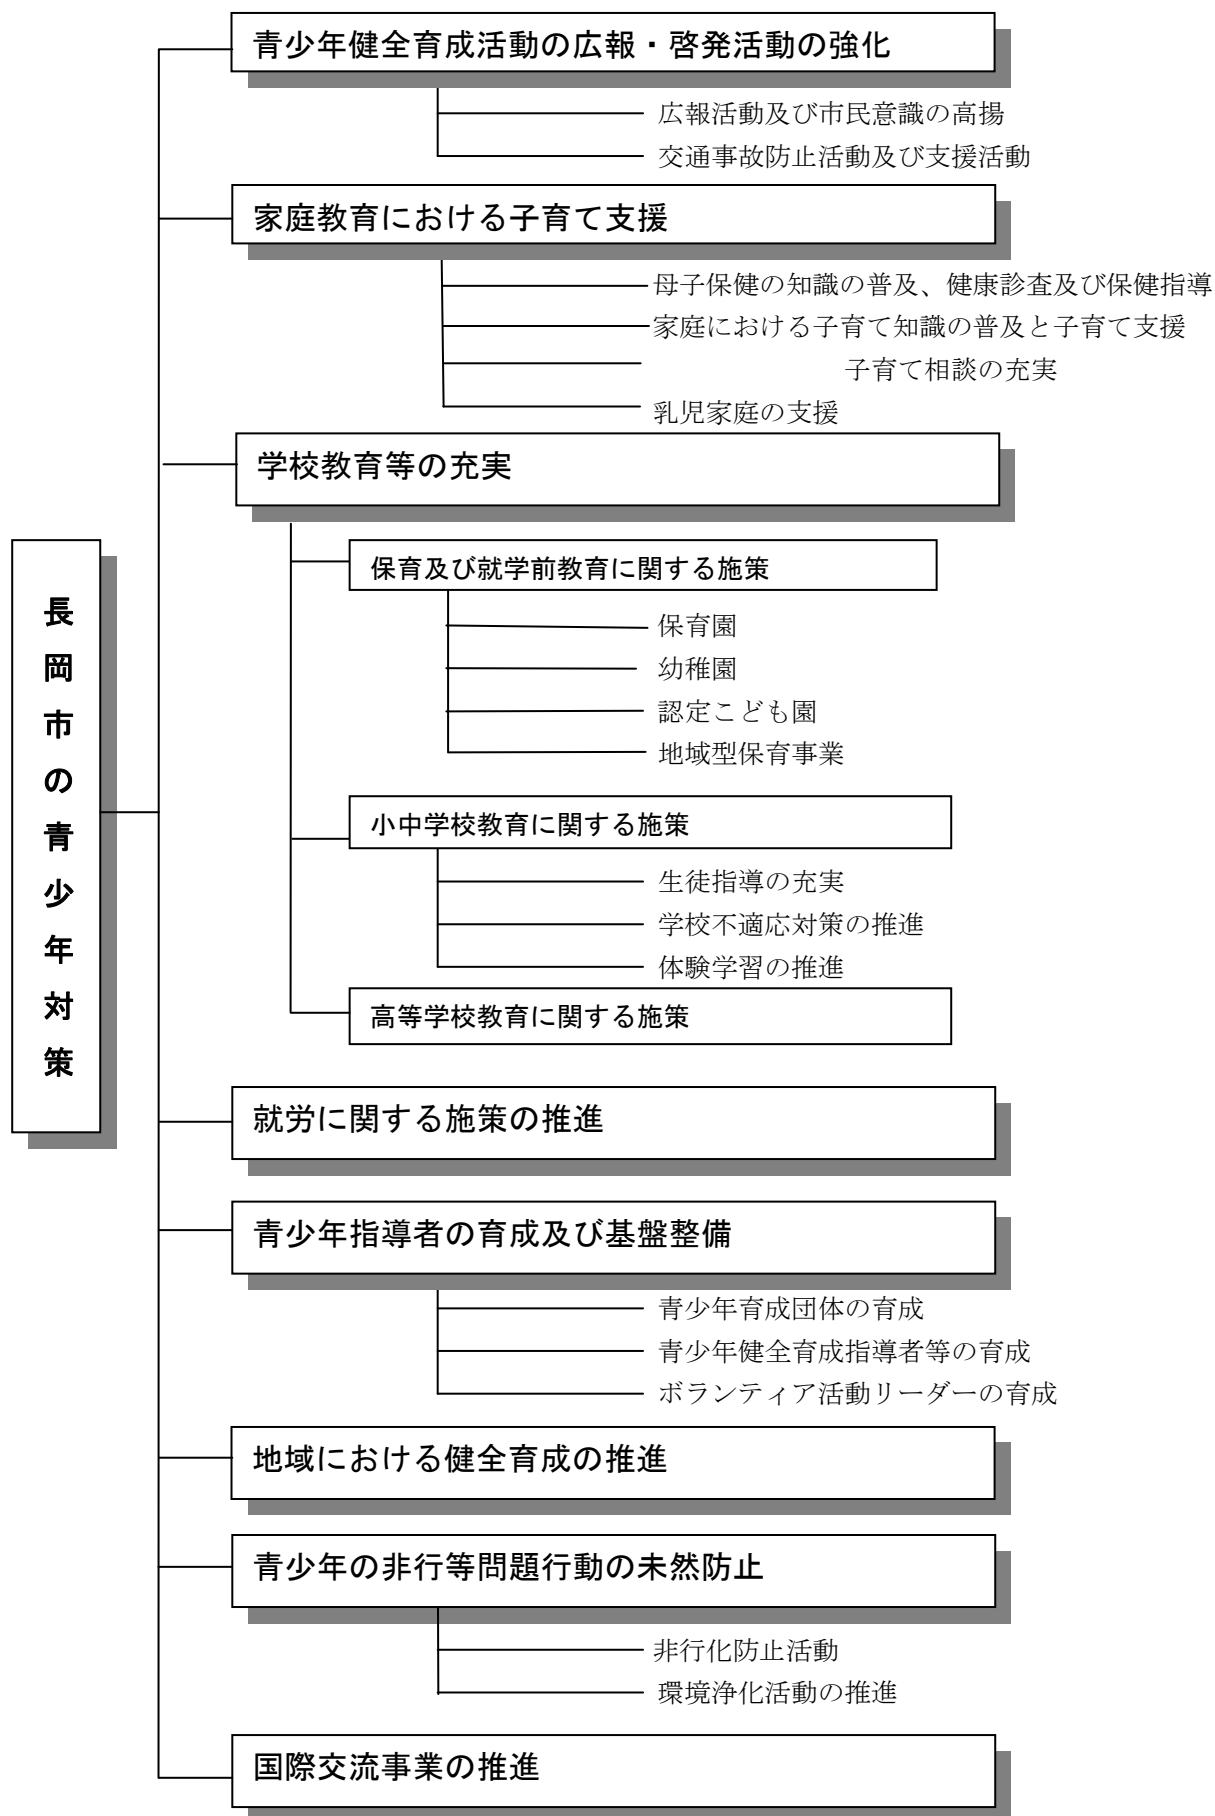 青少年健全育成活動の広報・啓発活動の強化
広報活動及び市民意識の高揚
交通事故防止活動及び支援活動
家庭教育における子育て支援
母子保健の知識の普及、健康診査及び保健指導
家庭における子育て知識の普及と子育て支援
子育て相談の充実
乳児家庭の支援
学校教育等の充実
長岡市の青少年対策
保育及び就学前教育に関する施策
保育園
幼稚園
認定こども園
地域型保育事業
小中学校教育に関する施策
生徒指導の充実
学校不適応対策の推進
体験学習の推進
高等学校教育に関する施策
就労に関する施策の推進
青少年指導者の育成及び基盤整備
青少年育成団体の育成
青少年健全育成指導者等の育成
ボランティア活動リーダーの育成
地域における健全育成の推進
青少年の非行等問題行動の未然防止
非行化防止活動
環境浄化活動の推進
国際交流事業の推進